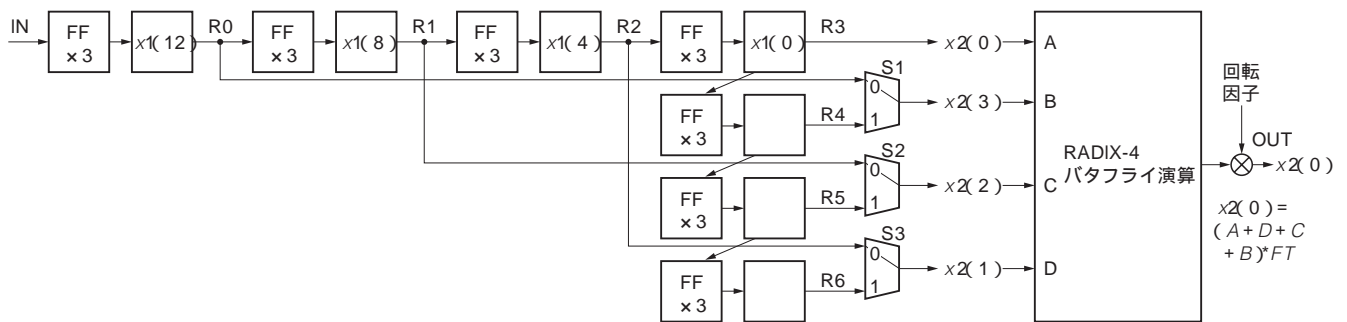 IN
FF
×3
x1(12)
R0
FF
×3
x1(8)
R1
FF
×3
x1(4)
R2
FF
×3
x1(0)
R3
x2(0)
A
S1
0
1
FF
×3
R4
x2(3)
B
S2
0
1
FF
×3
R5
x2(2)
C
S3
0
1
FF
×3
R6
x2(1)
D
RADIX-4
バタフライ演算
回転
因子
OUT
x2(0)
x2(0)=
(A+D+C
+B)*FT